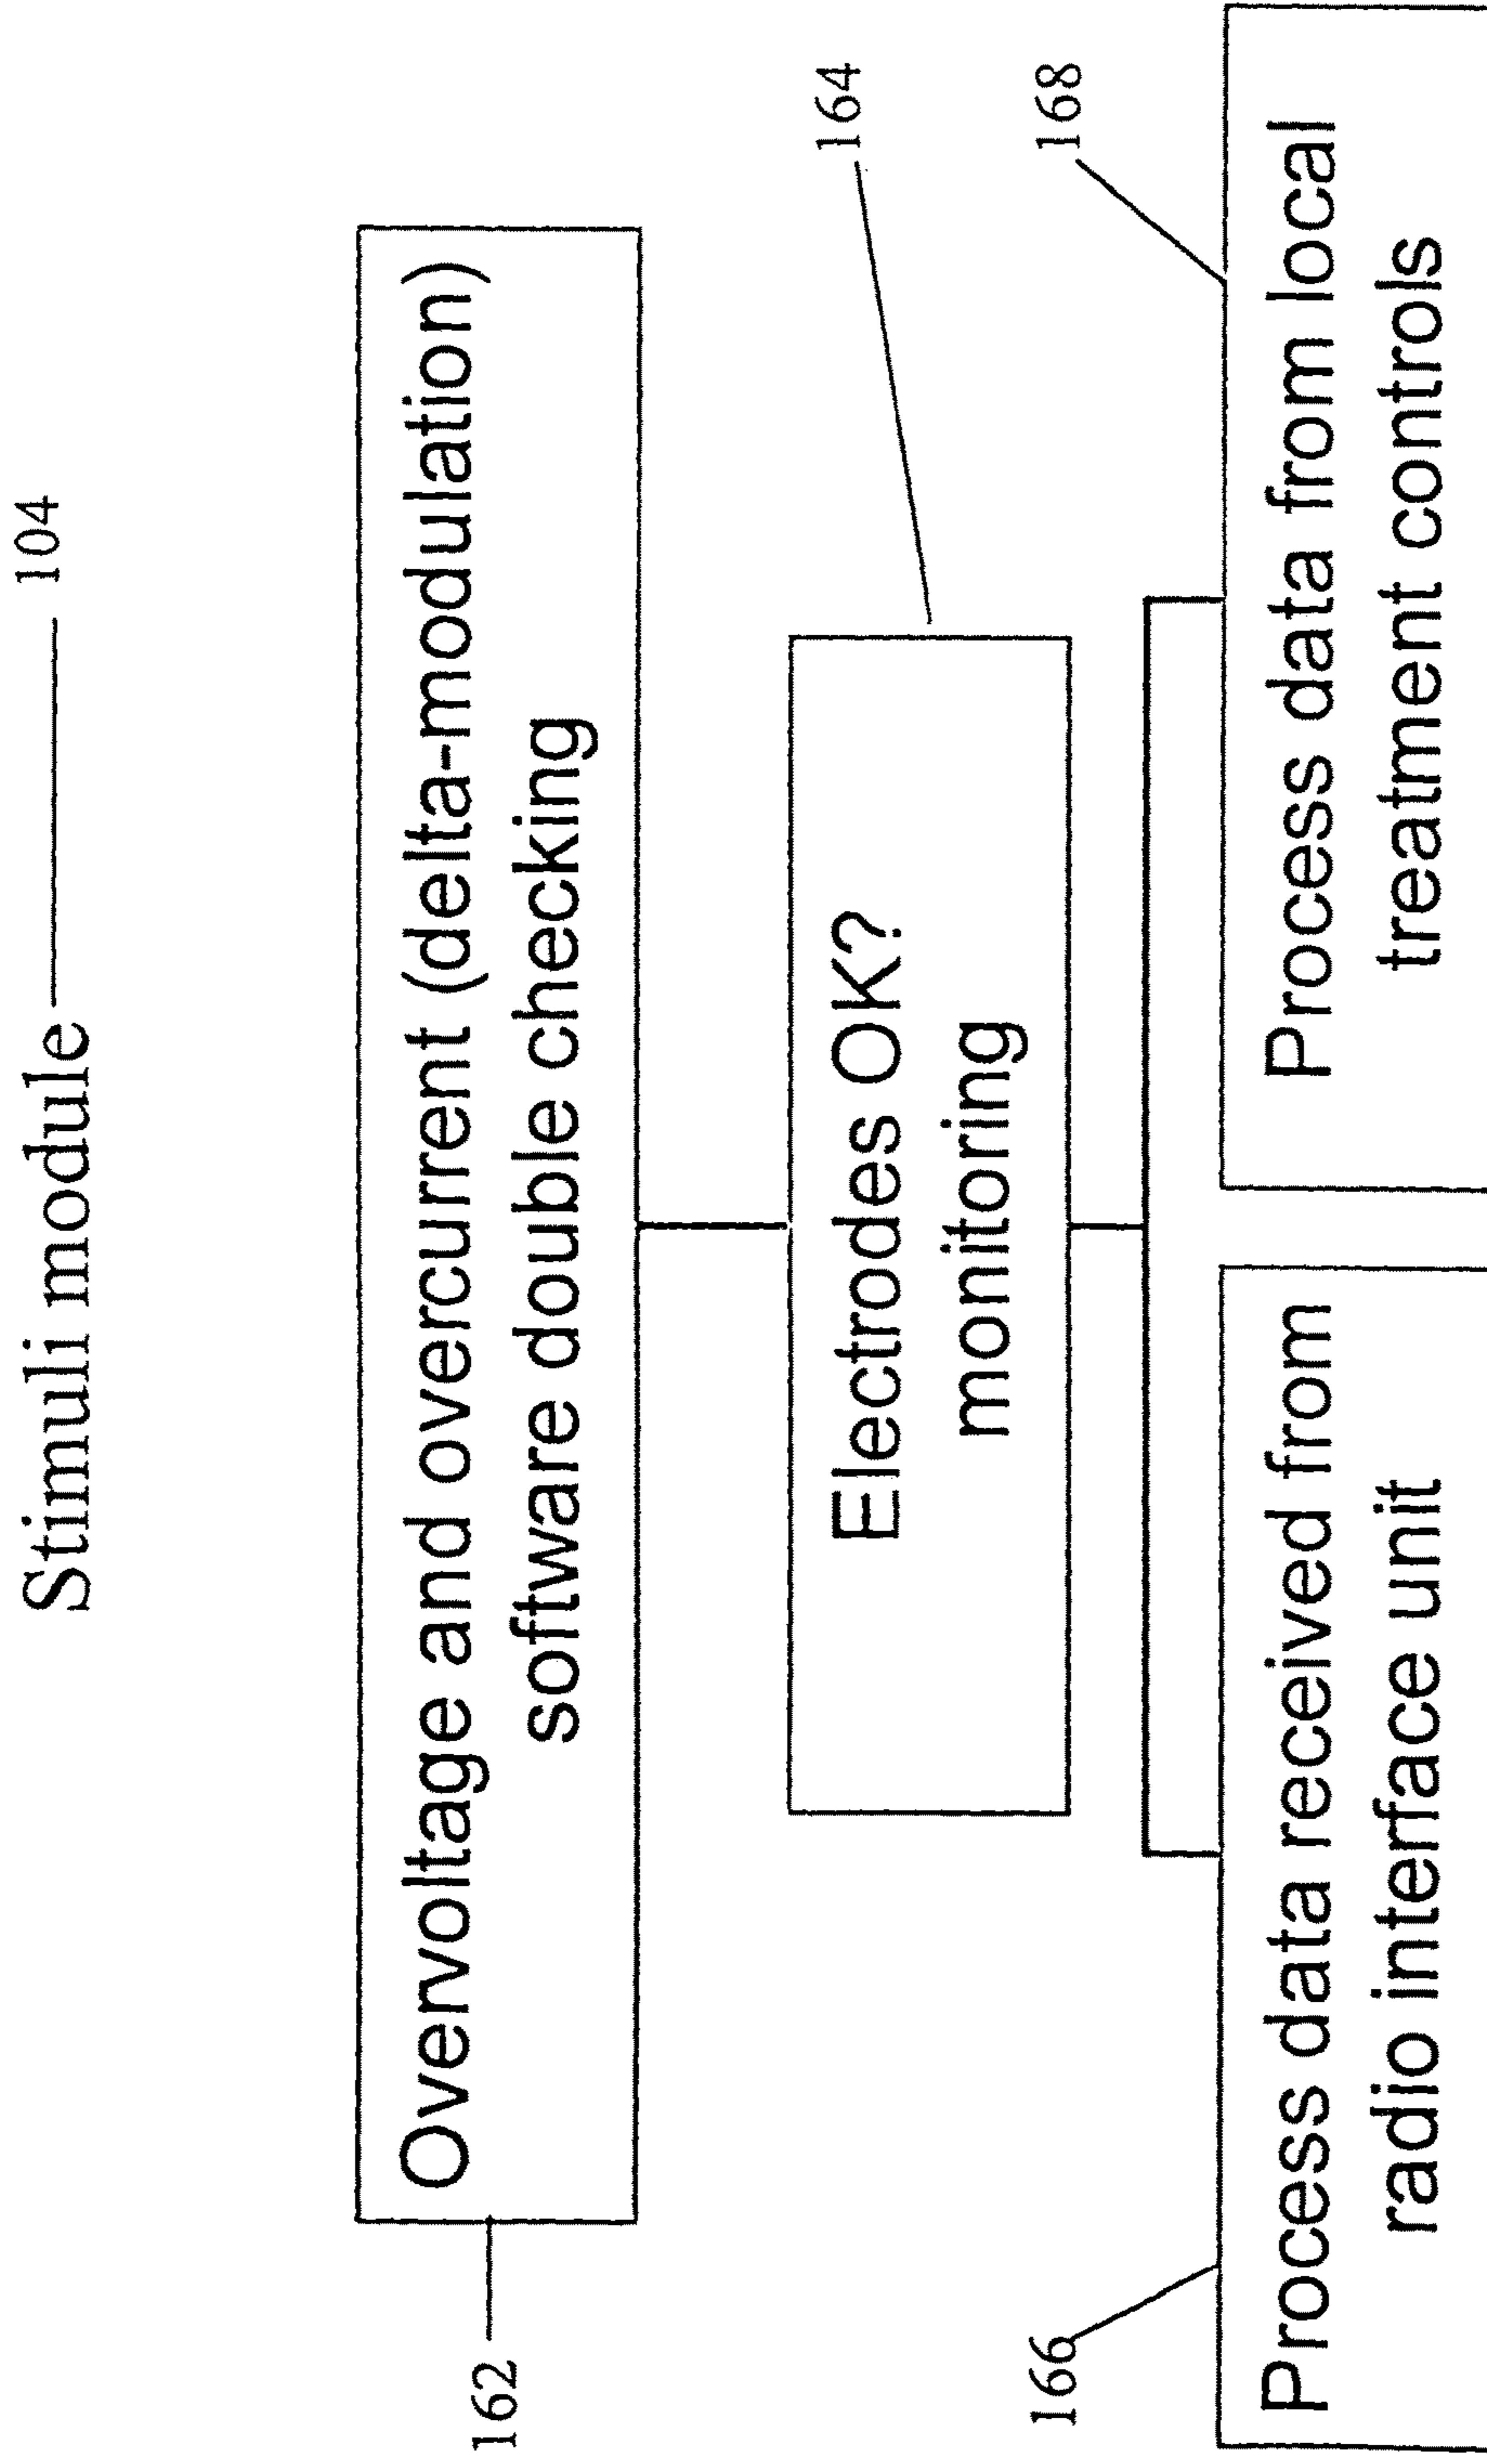 Stimuli module 104
162
Overvoltage and overcurrent (delta-modulation)
software double checking
164
Electrodes OK?
monitoring
166
Process data received from
radio interface unit
168
Process data from local
treatment controls